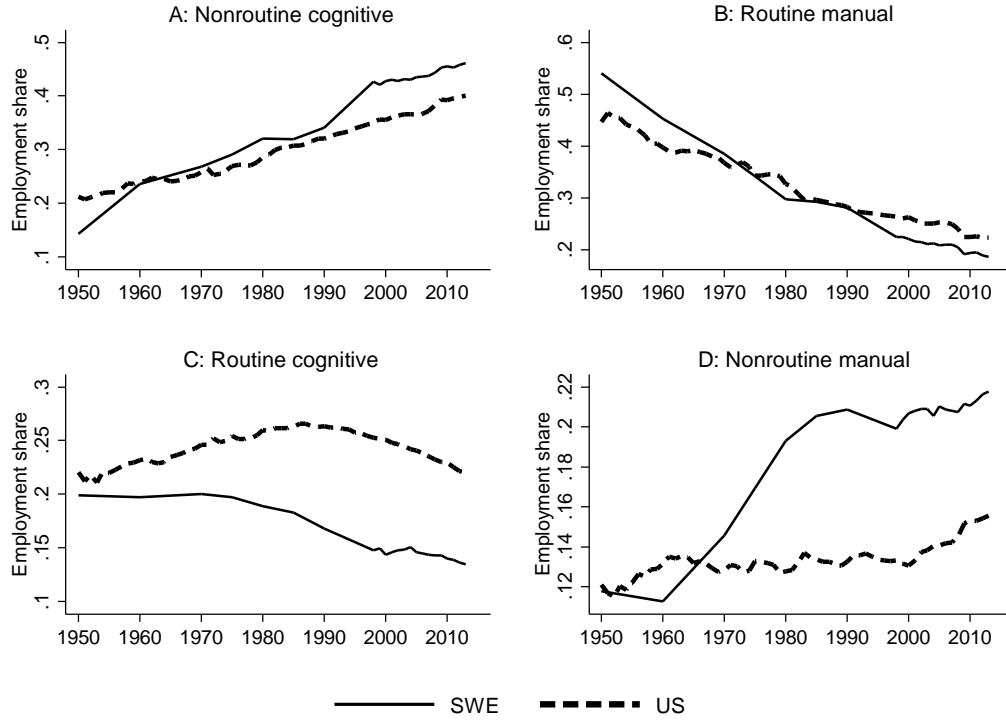 A: Nonroutine cognitive
Employment share
.5
.4
.3
.2
.1
1950 1960 1970 1980 1990 2000 2010
B: Routine manual
Employment share
.6
.5
.4
.3
.2
1950 1960 1970 1980 1990 2000 2010
C: Routine cognitive
Employment share
.3
.25
.2
.15
.1
1950 1960 1970 1980 1990 2000 2010
D: Nonroutine manual
Employment share
.22
.2
.18
.16
.14
.12
1950 1960 1970 1980 1990 2000 2010
SWE US